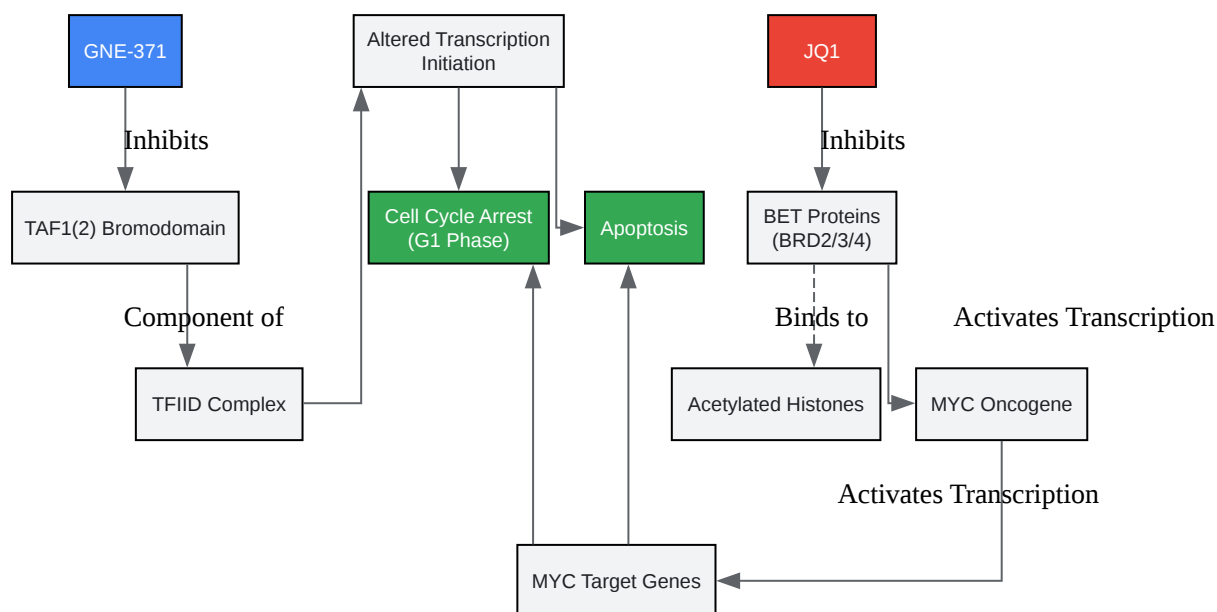 GNE-371
Altered Transcription
Initiation
JQ1
Inhibits
Inhibits
TAF1(2) Bromodomain
Cell Cycle Arrest
(G1 Phase)
Apoptosis
BET Proteins
(BRD2/3/4)
Component of
Binds to
Activates Transcription
TFIID Complex
Acetylated Histones
MYC Oncogene
Activates Transcription
MYC Target Genes